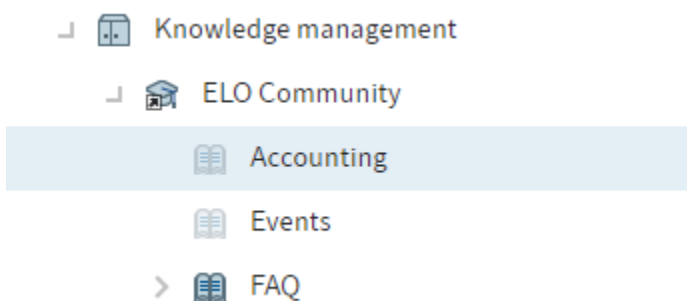 Knowledge management
ELO Community
Accounting
Events
FAQ